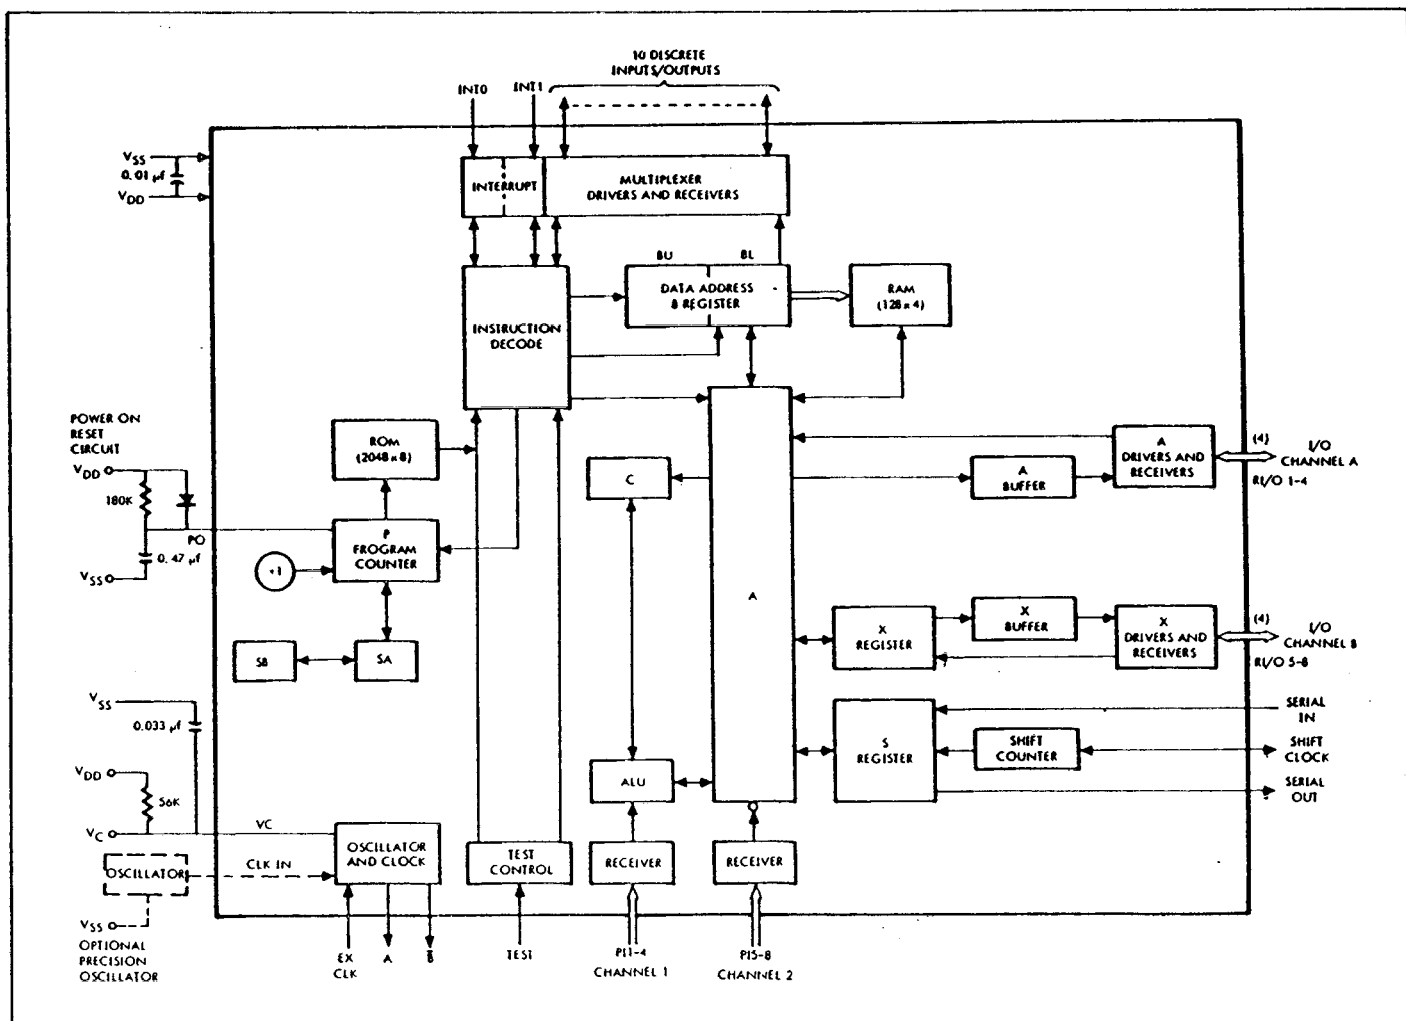 10 DISCRETE
INPUTS/OUTPUTS
INT0
INT1
VSS
0.01 µf
VDD
INTERRUPT
MULTIPLEXER
DRIVERS AND RECEIVERS
BU
BL
INSTRUCTION
DECODE
DATA ADDRESS
B REGISTER
RAM
(128 x 4)
POWER ON
RESET
CIRCUIT
VDD
180K
PO
0.47 µf
VSS
ROM
(2048 x 8)
P
PROGRAM
COUNTER
+1
SB
SA
C
A
A
BUFFER
A
DRIVERS AND
RECEIVERS
(4)
I/O
CHANNEL A
RI/O 1-4
X
REGISTER
X
BUFFER
X
DRIVERS AND
RECEIVERS
(4)
I/O
CHANNEL B
RI/O 5-8
S
REGISTER
SHIFT
COUNTER
SERIAL
IN
SHIFT
CLOCK
SERIAL
OUT
VSS
0.033 µf
VDD
56K
VC
VC
OSCILLATOR
CLK IN
VSS
OPTIONAL
PRECISION
OSCILLATOR
OSCILLATOR
AND CLOCK
TEST
CONTROL
ALU
RECEIVER
RECEIVER
EX
CLK
A
B̄
TEST
PI1-4
CHANNEL 1
PI5-8
CHANNEL 2